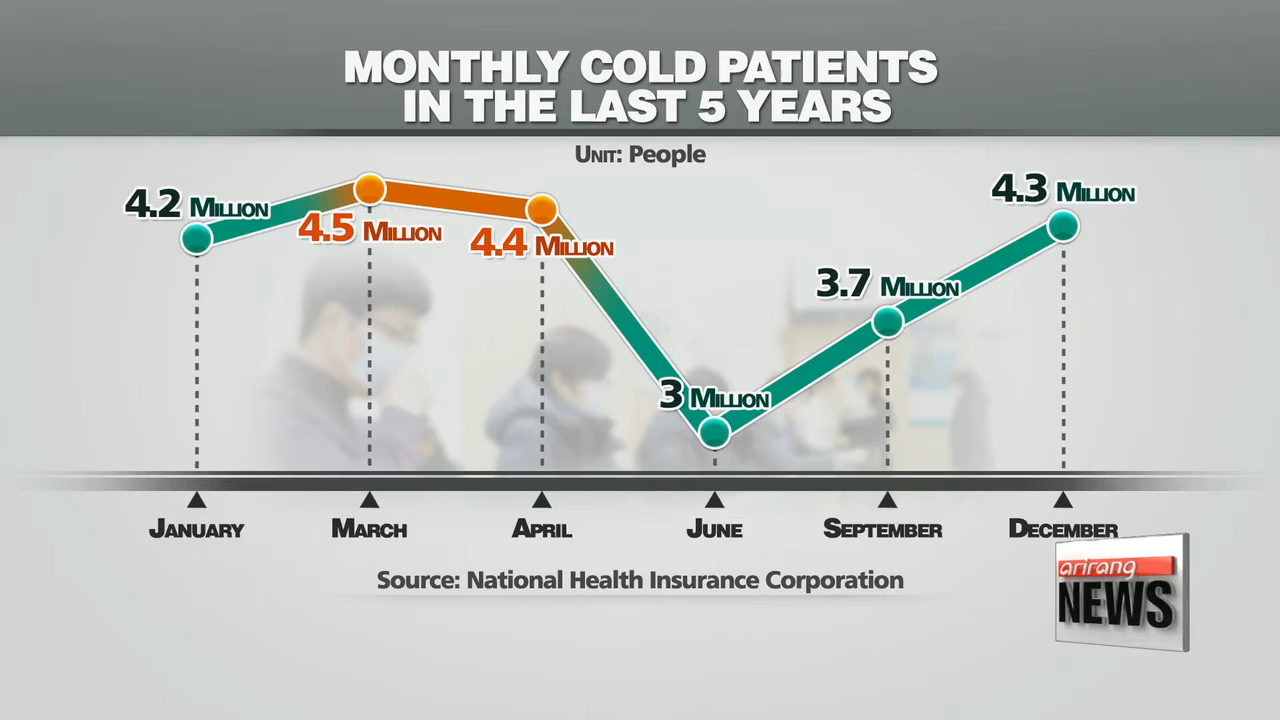 MONTHLY COLD PATIENTS
IN THE LAST 5 YEARS
UNIT: People
4.2 MILLION
4.5 MILLION
4.4 MILLION
3 MILLION
3.7 MILLION
4.3 MILLION
JANUARY
MARCH
APRIL
JUNE
SEPTEMBER
DECEMBER
Source: National Health Insurance Corporation
arirang
NEWS